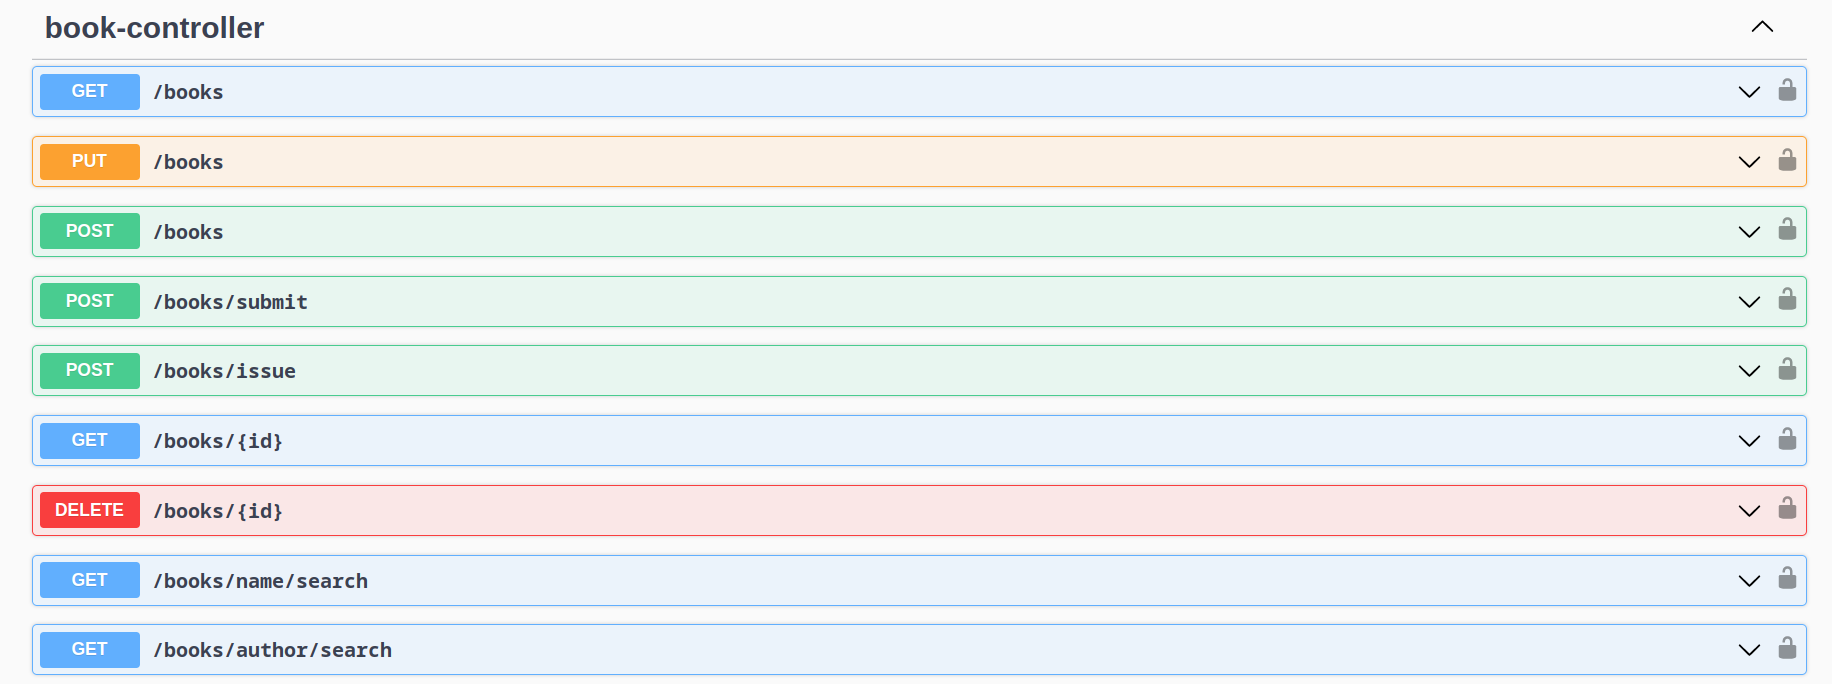 book-controller
GET /books
PUT /books
POST /books
POST /books/submit
POST /books/issue
GET /books/{id}
DELETE /books/{id}
GET /books/name/search
GET /books/author/search